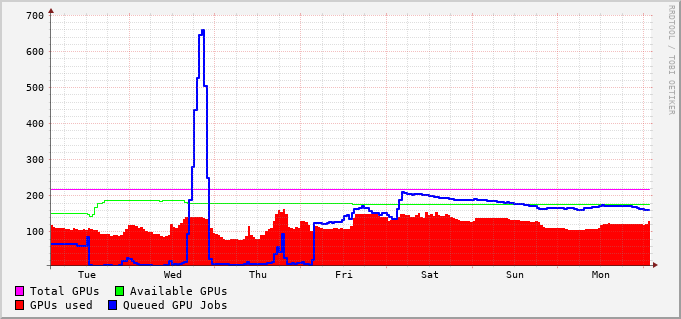 700
600
500
400
300
200
100
Tue Wed Thu Fri Sat Sun Mon
Total GPUs Available GPUs
GPUs used Queued GPU Jobs
RRDTOOL / TOBI OETIKER